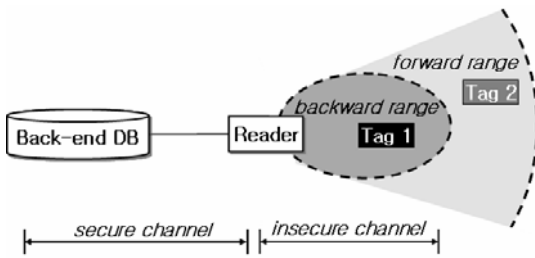 forward range
Tag 2
backward range
Back-end DB
Reader
Tag 1
secure channel
insecure channel